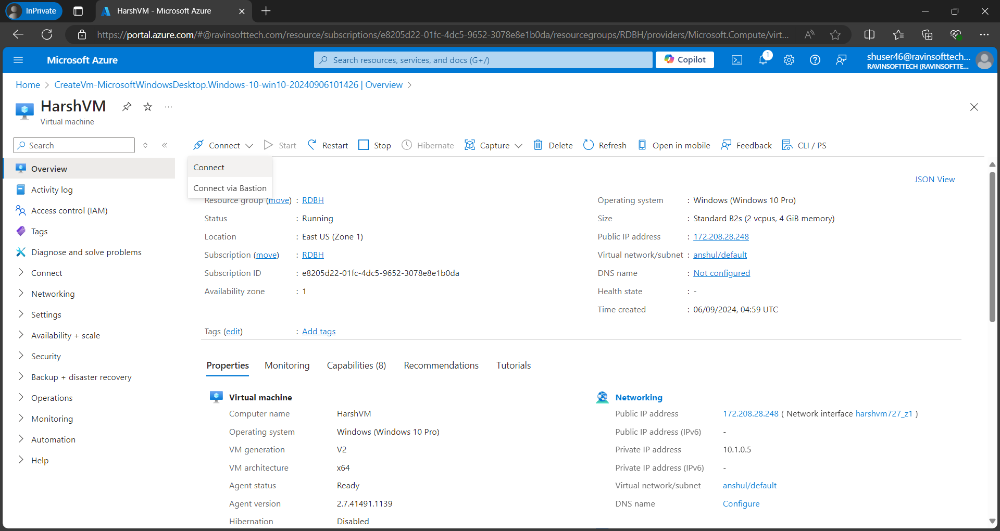 InPrivate
HarshVM - Microsoft Azure
https://portal.azure.com/#@ravinsofttech.com/resource/subscriptions/e8205d22-01fc-4dc5-9652-3078e8e1b0da/resourcegroups/RDBH/providers/Microsoft.Compute/virt...
Microsoft Azure
Search resources, services, and docs (G+/)
Copilot
1
shuser46@ravinsofttech...
RAVINSOFTTECH (RAVINSOFTTE...
Home > CreateVm-MicrosoftWindowsDesktop.Windows-10-win10-20240906101426 | Overview >
HarshVM
Virtual machine
Search
Connect
Start
Restart
Stop
Hibernate
Capture
Delete
Refresh
Open in mobile
Feedback
CLI / PS
Connect
Connect via Bastion
Overview
Activity log
Access control (IAM)
Tags
Diagnose and solve problems
Connect
Networking
Settings
Availability + scale
Security
Backup + disaster recovery
Operations
Monitoring
Automation
Help
JSON View
Resource group (move) : RDBH
Status : Running
Location : East US (Zone 1)
Subscription (move) : RDBH
Subscription ID : e8205d22-01fc-4dc5-9652-3078e8e1b0da
Availability zone : 1
Operating system : Windows (Windows 10 Pro)
Size : Standard B2s (2 vcpus, 4 GiB memory)
Public IP address : 172.208.28.248
Virtual network/subnet : anshul/default
DNS name : Not configured
Health state : -
Time created : 06/09/2024, 04:59 UTC
Tags (edit) : Add tags
Properties
Monitoring
Capabilities (8)
Recommendations
Tutorials
Virtual machine
Computer name HarshVM
Operating system Windows (Windows 10 Pro)
VM generation V2
VM architecture x64
Agent status Ready
Agent version 2.7.41491.1139
Hibernation Disabled
Networking
Public IP address 172.208.28.248 ( Network interface harshvm727_z1 )
Public IP address (IPv6) -
Private IP address 10.1.0.5
Private IP address (IPv6) -
Virtual network/subnet anshul/default
DNS name Configure